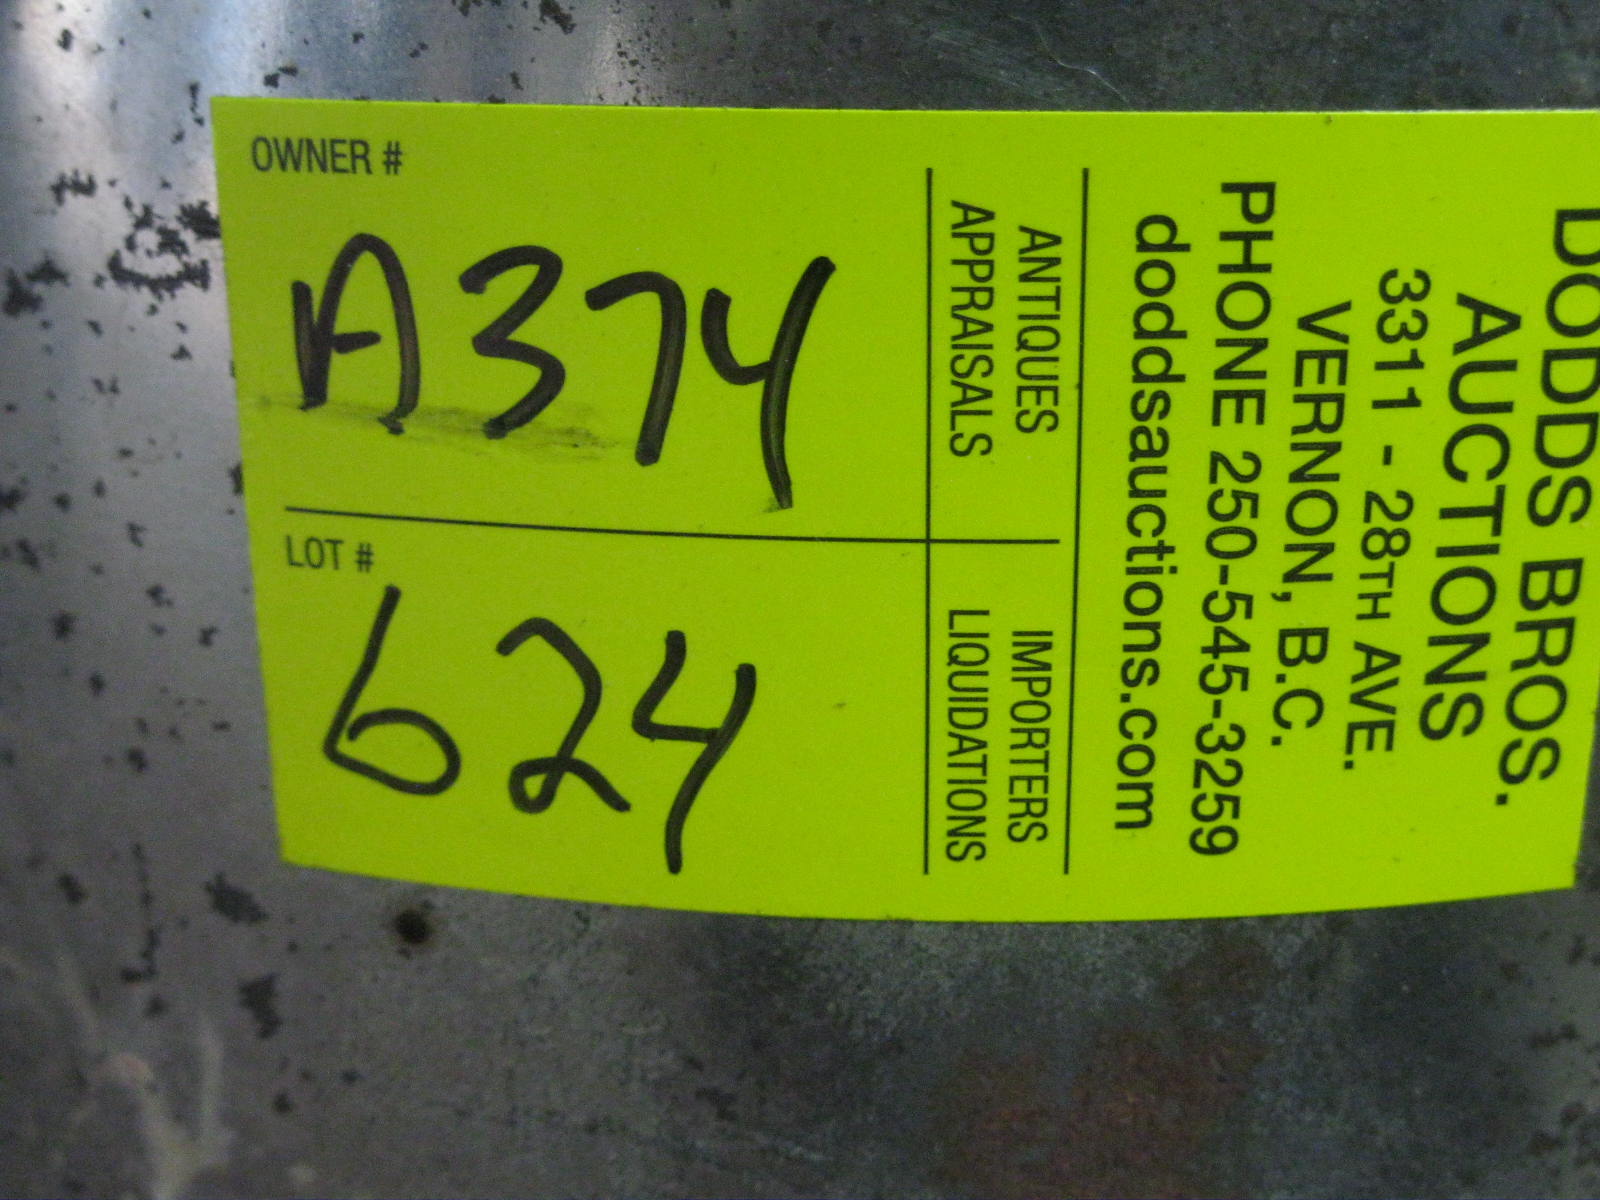 OWNER #
A374
LOT #
624
ANTIQUES
APPRAISALS
IMPORTERS
LIQUIDATIONS
DODDS BROS.
AUCTIONS
3311 - 28TH AVE.
VERNON, B.C.
PHONE 250-545-3259
doddsauctions.com